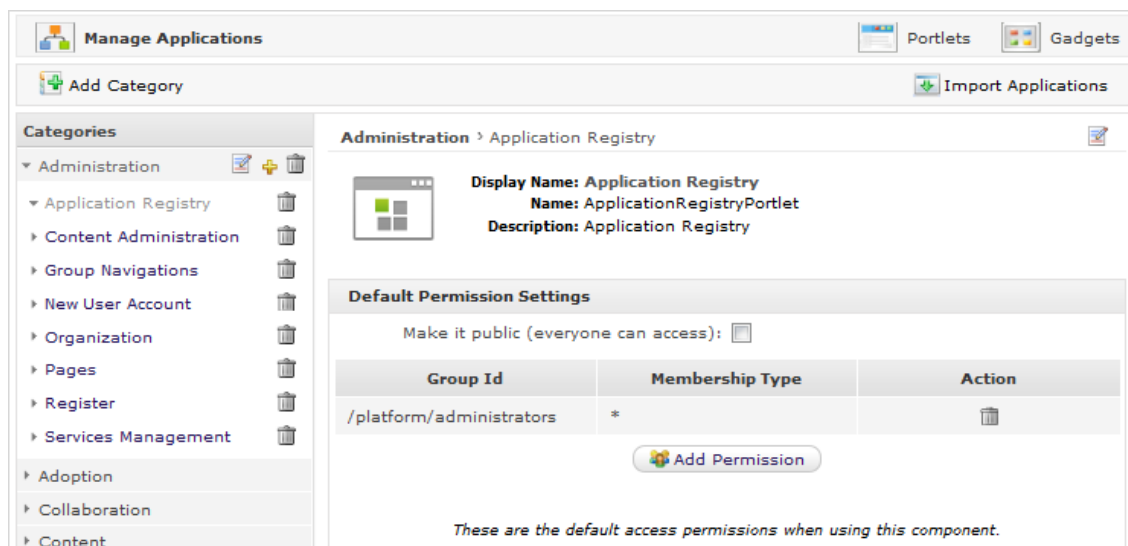 Manage Applications
Portlets
Gadgets
Add Category
Import Applications
Categories
Administration
Application Registry
Content Administration
Group Navigations
New User Account
Organization
Pages
Register
Services Management
Adoption
Collaboration
Content
Administration › Application Registry
Display Name: Application Registry
Name: ApplicationRegistryPortlet
Description: Application Registry
Default Permission Settings
Make it public (everyone can access):
Group Id Membership Type Action
/platform/administrators *
Add Permission
These are the default access permissions when using this component.